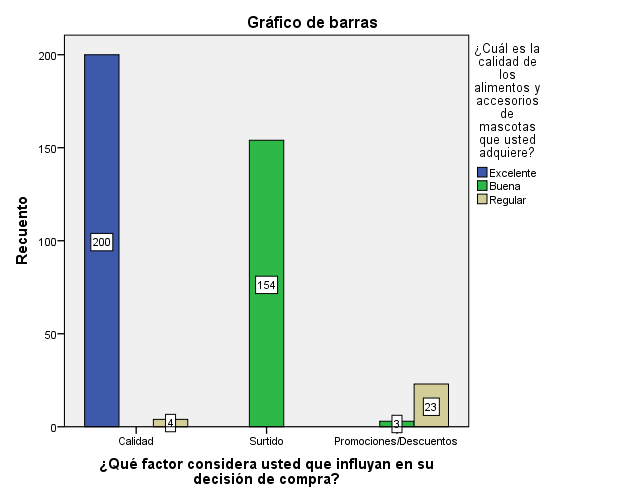 Gráfico de barras
Recuento
200
150
100
50
0
200
4
154
3
23
Calidad
Surtido
Promociones/Descuentos
¿Qué factor considera usted que influyan en su
decisión de compra?
¿Cuál es la
calidad de
los
alimentos y
accesorios
de
mascotas
que usted
adquiere?
Excelente
Buena
Regular